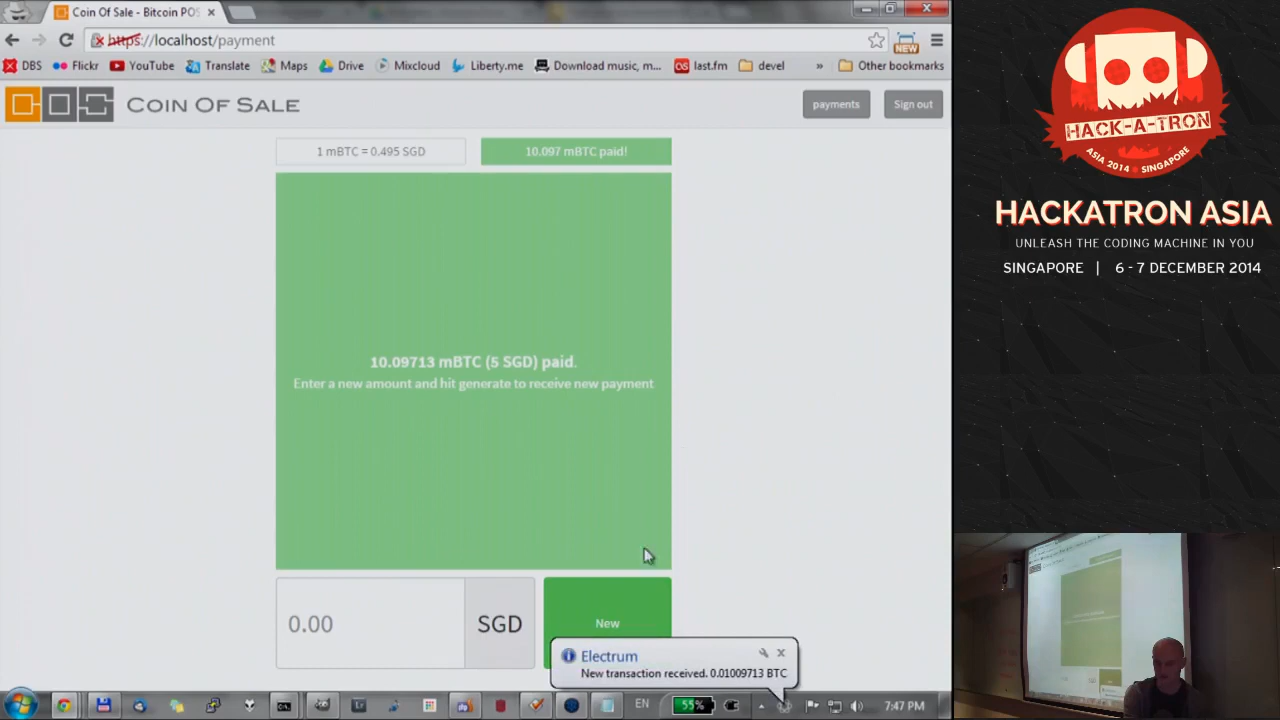 Coin Of Sale - Bitcoin POS
https://localhost/payment
NEW
DBS
Flickr
YouTube
Translate
Maps
Drive
Mixcloud
Liberty.me
Download music, m...
last.fm
devel
»
Other bookmarks
COIN OF SALE
payments
Sign out
1 mBTC = 0.495 SGD
10.097 mBTC paid!
10.09713 mBTC (5 SGD) paid.
Enter a new amount and hit generate to receive new payment
0.00
SGD
New
Electrum
New transaction received. 0.01009713 BTC
EN
55%
7:47 PM
HACK-A-TRON
ASIA 2014 SINGAPORE
HACKATRON ASIA
UNLEASH THE CODING MACHINE IN YOU
SINGAPORE | 6 - 7 DECEMBER 2014